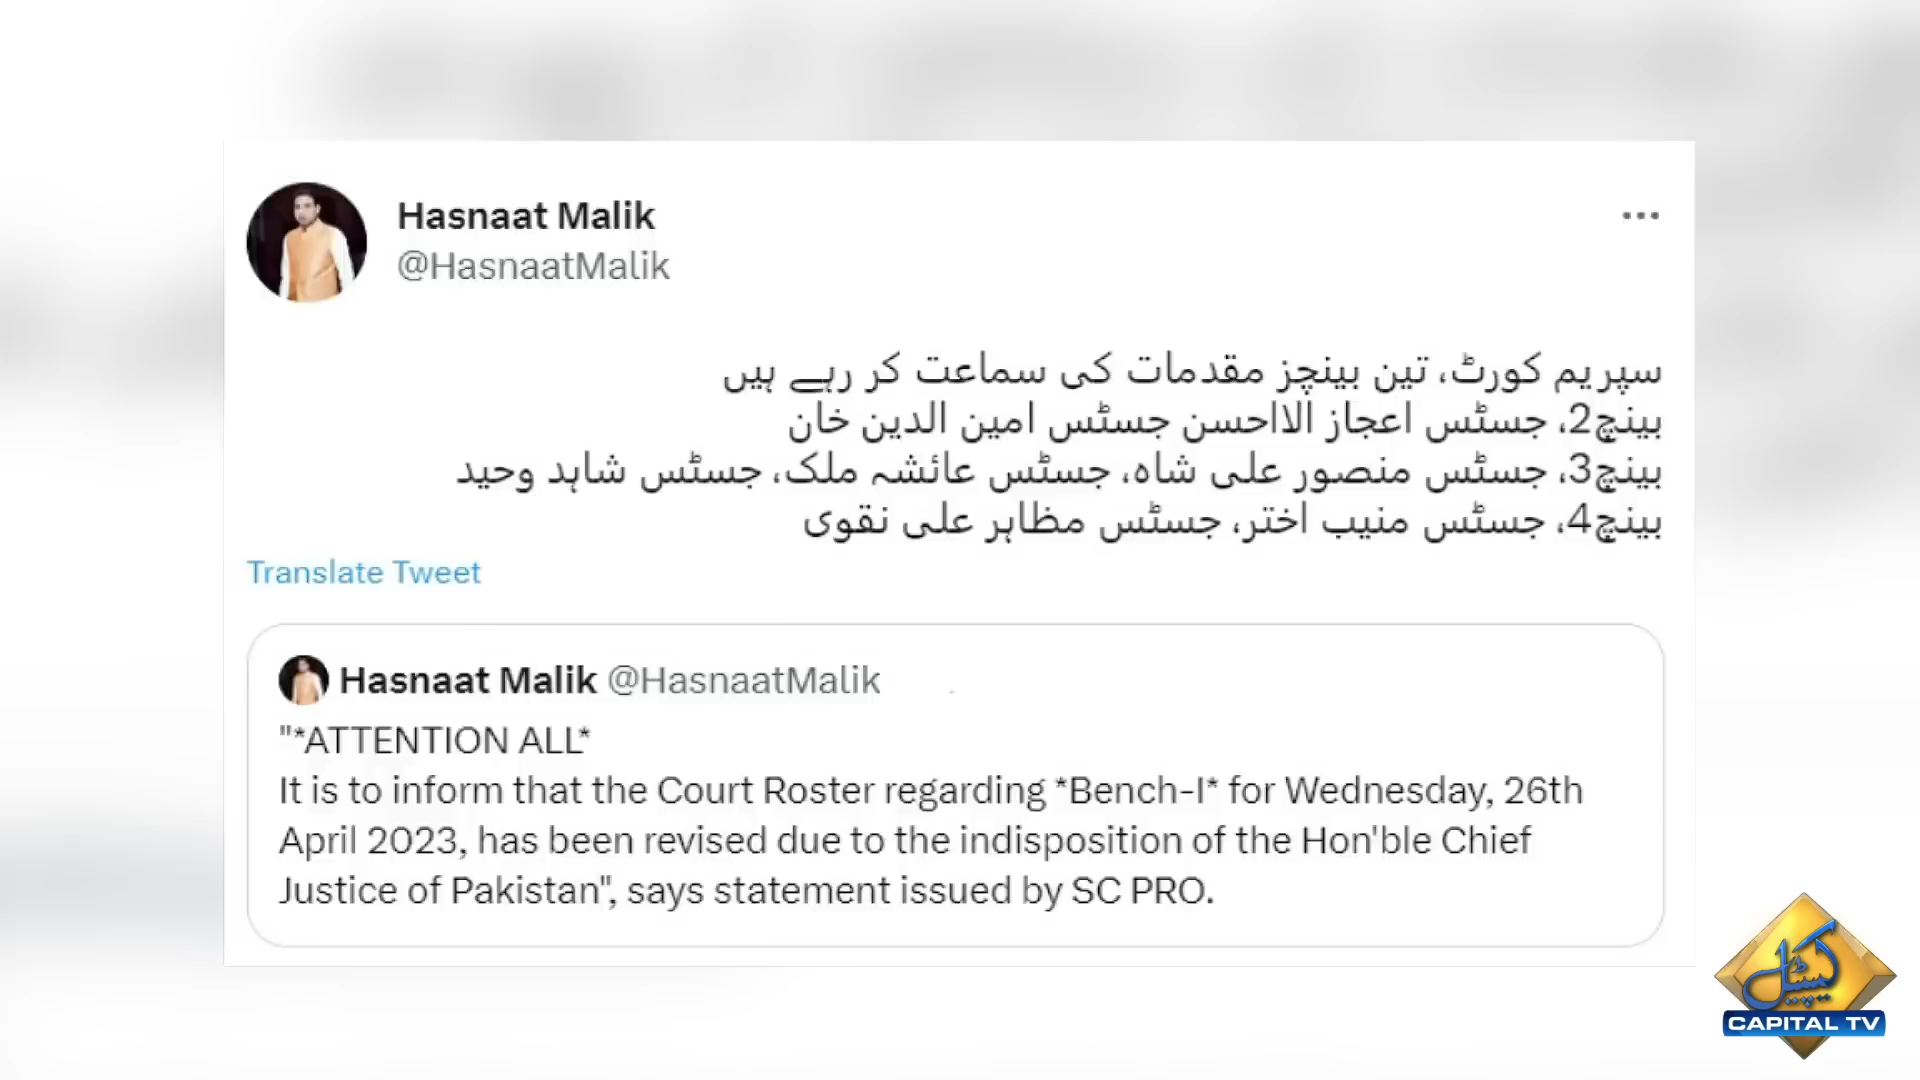 Hasnaat Malik
@HasnaatMalik
سپریم کورٹ، تین بینچز مقدمات کی سماعت کر رہے ہیں
بینچ2، جسٹس اعجاز الااحسن جسٹس امین الدین خان
بینچ3، جسٹس منصور علی شاہ، جسٹس عائشہ ملک، جسٹس شاہد وحید
بینچ4، جسٹس منیب اختر، جسٹس مظاہر علی نقوی
Translate Tweet
Hasnaat Malik @HasnaatMalik
"*ATTENTION ALL*
It is to inform that the Court Roster regarding *Bench-I* for Wednesday, 26th
April 2023, has been revised due to the indisposition of the Hon'ble Chief
Justice of Pakistan", says statement issued by SC PRO.
کیپیٹل
CAPITAL TV